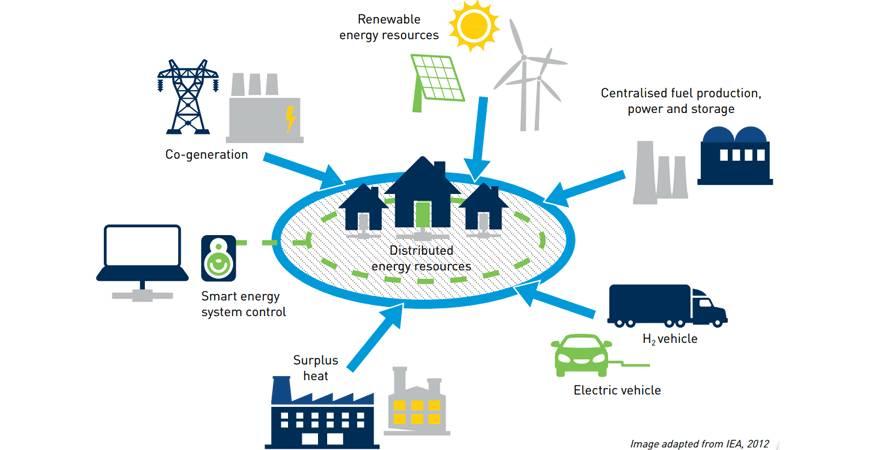 Renewable
energy resources
Centralised fuel production,
power and storage
Co-generation
Distributed
energy resources
Smart energy
system control
H₂ vehicle
Surplus
heat
Electric vehicle
Image adapted from IEA, 2012